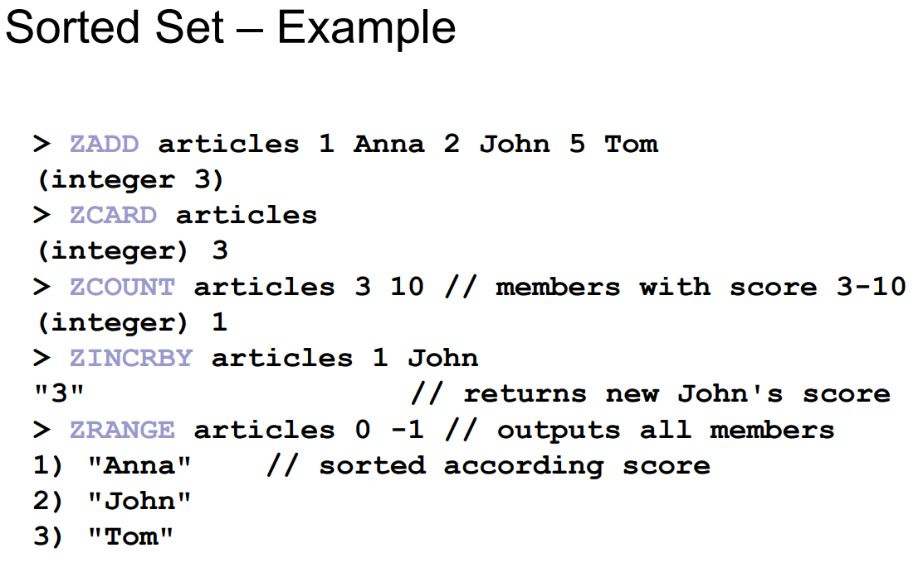 Sorted Set – Example
> ZADD articles 1 Anna 2 John 5 Tom
(integer 3)
> ZCARD articles
(integer) 3
> ZCOUNT articles 3 10 // members with score 3-10
(integer) 1
> ZINCRBY articles 1 John
"3" // returns new John's score
> ZRANGE articles 0 -1 // outputs all members
1) "Anna" // sorted according score
2) "John"
3) "Tom"